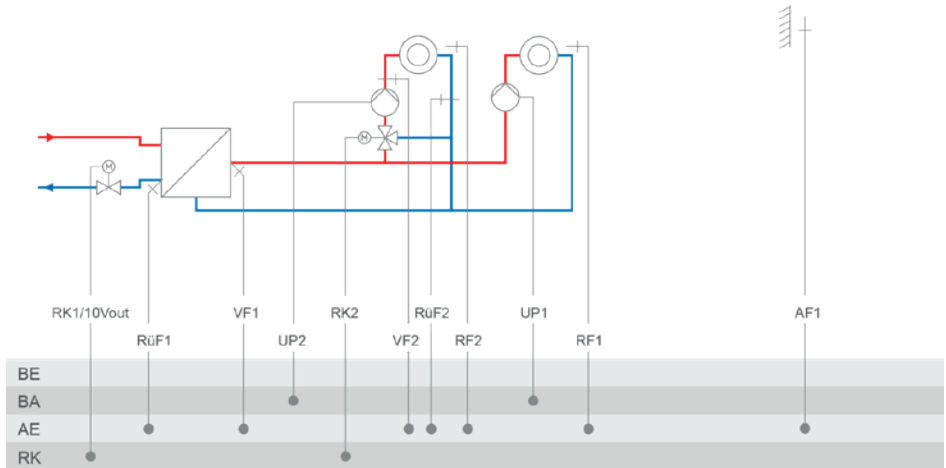 M
M
RK1/10Vout VF1 RK2 RüF2 UP1 AF1
RüF1 UP2 VF2 RF2 RF1
BE
BA
AE
RK